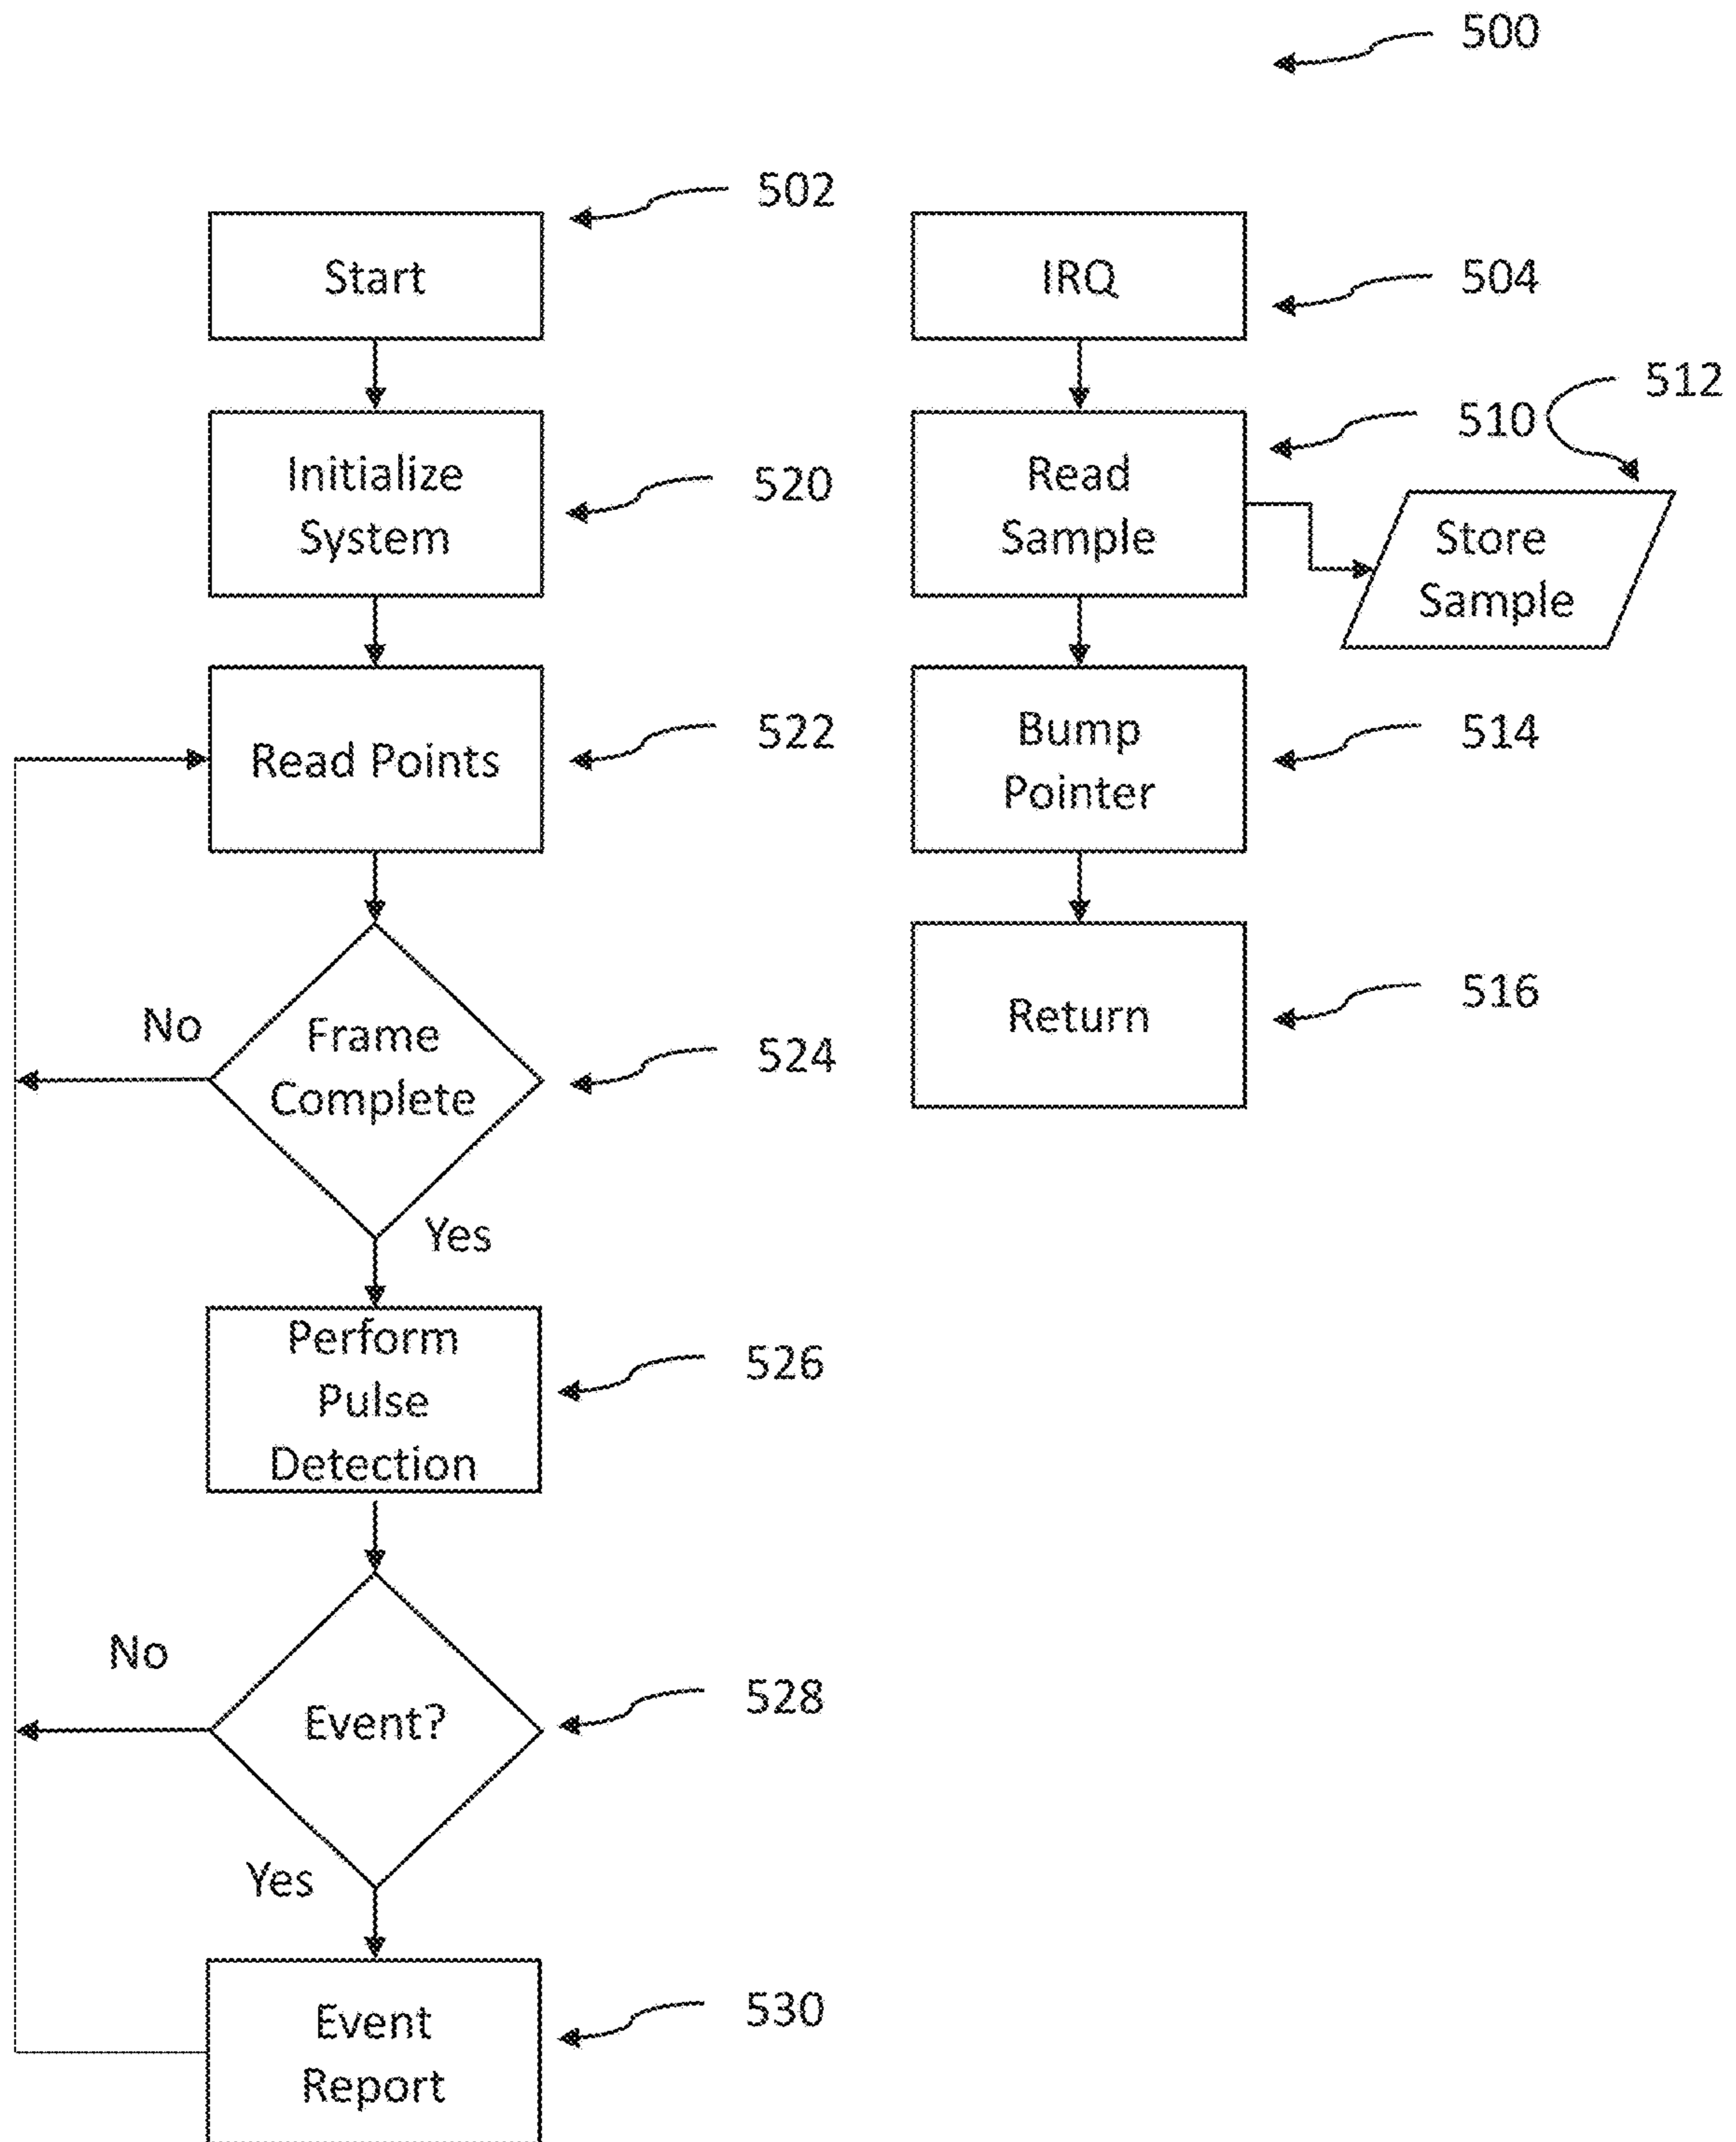 500
502
Start
IRQ
504
512
510
Initialize
System
520
Read
Sample
Store
Sample
Read Points
522
Bump
Pointer
514
No
Frame
Complete
524
Return
516
Yes
Perform
Pulse
Detection
526
No
Event?
528
Yes
Event
Report
530